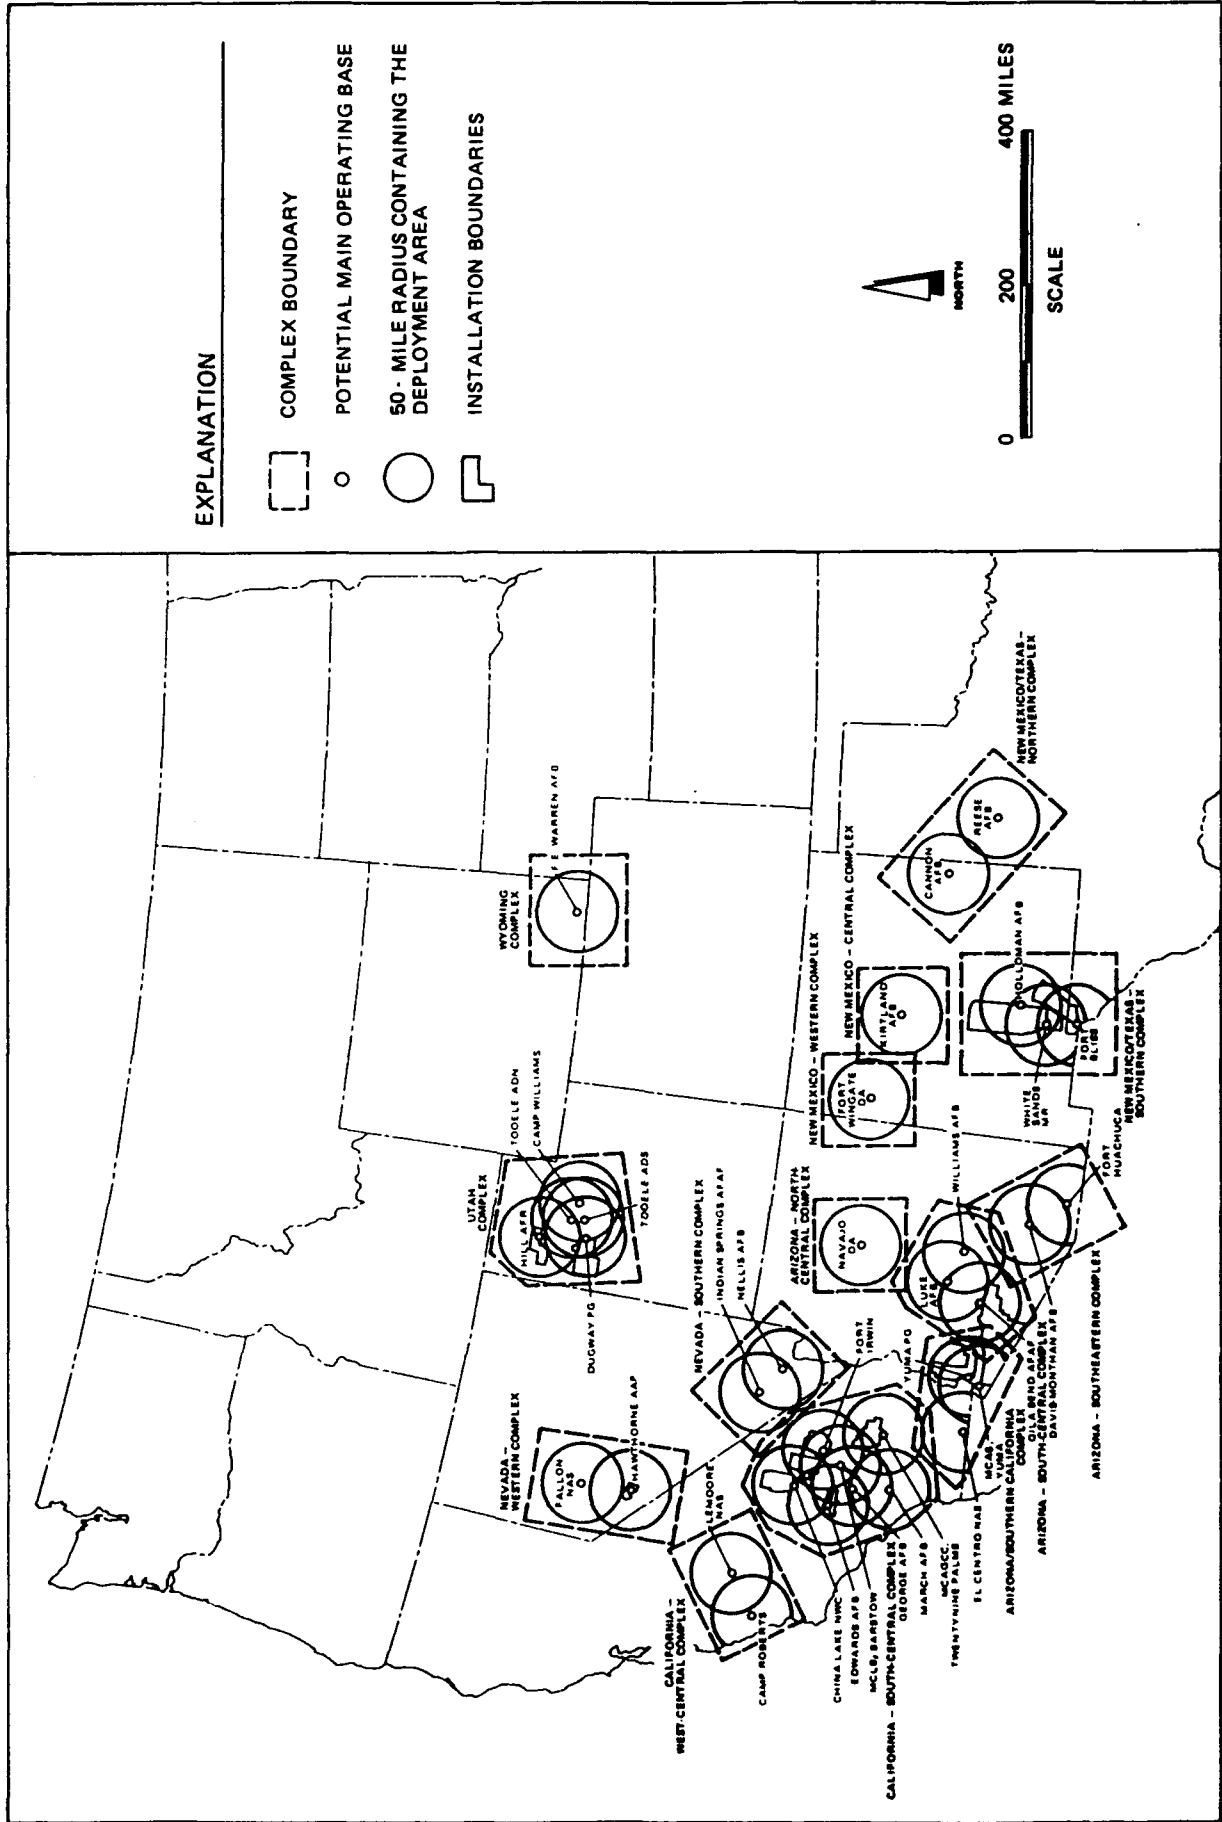 EXPLANATION
COMPLEX BOUNDARY
POTENTIAL MAIN OPERATING BASE
50 - MILE RADIUS CONTAINING THE
DEPLOYMENT AREA
INSTALLATION BOUNDARIES
NORTH
0
200
400 MILES
SCALE
WYOMING
COMPLEX
F E WARREN AFB
UTAH
COMPLEX
HILL AFB
TOOELE ADN
CAMP WILLIAMS
TOOELE ADS
DUGWAY PG
NEVADA -
WESTERN COMPLEX
FALLON
NAS
HAWTHORNE AAP
CALIFORNIA -
WEST-CENTRAL COMPLEX
LEMOORE
NAS
CAMP ROBERTS
NEVADA - SOUTHERN COMPLEX
INDIAN SPRINGS AFAF
NELLIS AFB
FORT
IRWIN
CHINA LAKE NWC
EDWARDS AFB
MCLB, BARSTOW
CALIFORNIA - SOUTH-CENTRAL COMPLEX
GEORGE AFB
MARCH AFB
MCAGCC,
TWENTYNINE PALMS
EL CENTRO NAS
MCAS,
YUMA
ARIZONA/SOUTHERN CALIFORNIA
COMPLEX
YUMA PG
GILA BEND AFAF
ARIZONA - SOUTH-CENTRAL COMPLEX
DAVIS-MONTHAN AFB
ARIZONA - SOUTHEASTERN COMPLEX
ARIZONA - NORTH-
CENTRAL COMPLEX
NAVAJO
DA
LUKE
AFB
WILLIAMS AFB
FORT
HUACHUCA
NEW MEXICO - WESTERN COMPLEX
FORT
WINGATE
DA
NEW MEXICO - CENTRAL COMPLEX
KIRTLAND
AFB
HOLLOMAN AFB
WHITE
SANDS
MR
FORT
BLISS
NEW MEXICO/TEXAS -
SOUTHERN COMPLEX
CANNON
AFB
REESE
AFB
NEW MEXICO/TEXAS -
NORTHERN COMPLEX